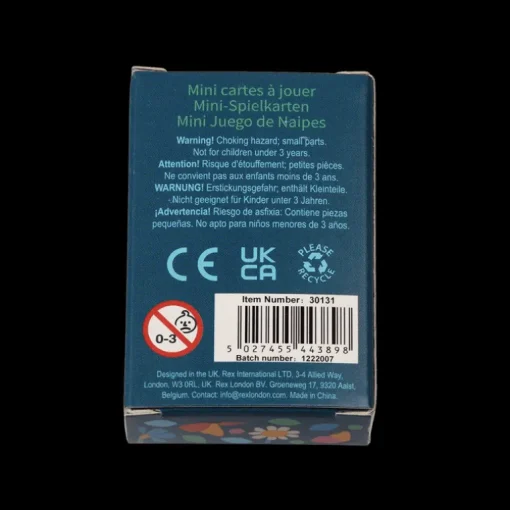 Mini cartes à jouer
Mini-Spielkarten
Mini Juego de Naipes
Warning! Choking hazard; small parts.
Not for children under 3 years.
Attention! Risque d'étouffement; petites pièces.
Ne convient pas aux enfants moins de 3 ans.
WARNUNG! Erstickungsgefahr; enthält Kleinteile.
Nicht geeignet für Kinder unter 3 Jahren.
¡Advertencia! Riesgo de asfixia: Contiene piezas
pequeñas. No apto para niños menores de 3 años.
CE
UK
CA
PLEASE
RECYCLE
0-3
Item Number: 30131
5 027455 443898
Batch number: 1222007
Designed in the UK. Rex International LTD, 3-4 Allied Way,
London, W3 0RL, UK. Rex London BV. Groeneweg 17, 9320 Aalst.
Belgium. Contact: info@rexlondon.com. Made in China.